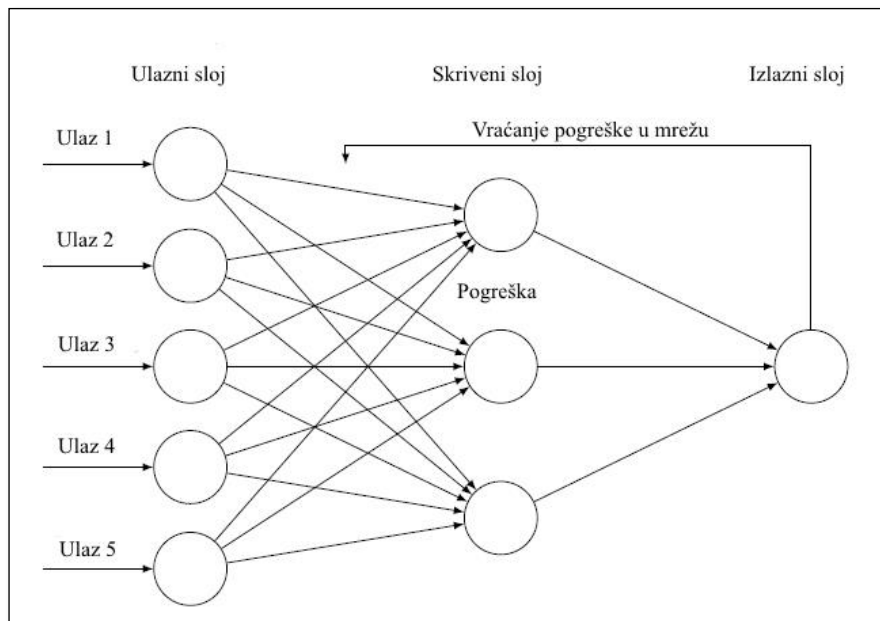 Ulazni sloj
Skriveni sloj
Izlazni sloj
Vraćanje pogreške u mrežu
Ulaz 1
Ulaz 2
Pogreška
Ulaz 3
Ulaz 4
Ulaz 5